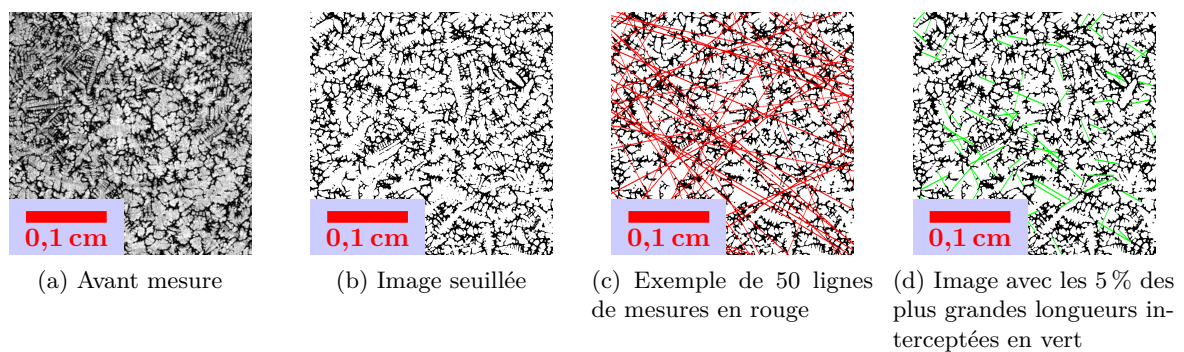 0,1 cm
0,1 cm
0,1 cm
0,1 cm
(a) Avant mesure
(b) Image seuillée
(c) Exemple de 50 lignes
de mesures en rouge
(d) Image avec les 5 % des
plus grandes longueurs in-
terceptées en vert